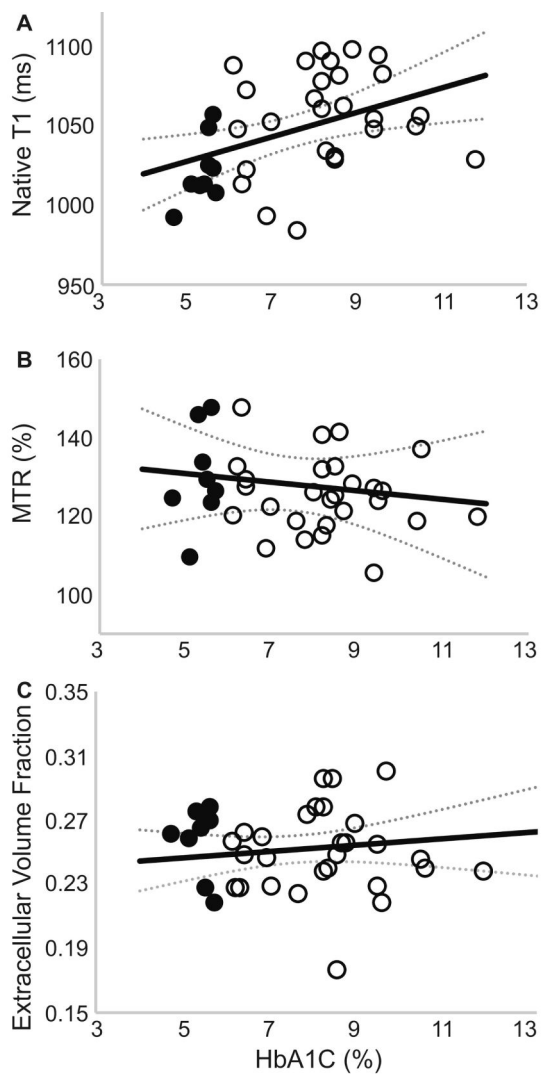 A
Native T1 (ms)
1100
1050
1000
950
3 5 7 9 11 13
B
MTR (%)
160
140
120
100
3 5 7 9 11 13
C
Extracellular Volume Fraction
0.35
0.31
0.27
0.23
0.19
0.15
3 5 7 9 11 13
HbA1C (%)